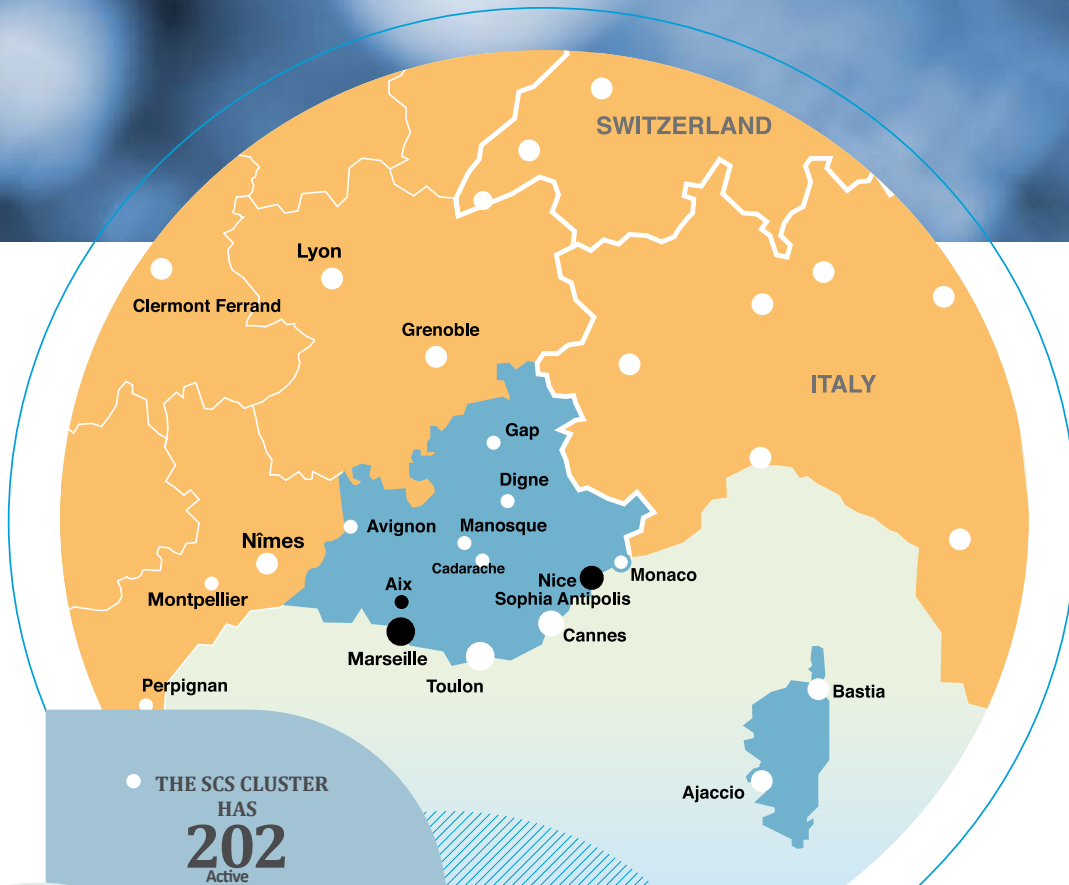 SWITZERLAND
Lyon
Clermont Ferrand
Grenoble
ITALY
Gap
Digne
Avignon
Manosque
Nîmes
Cadarache
Aix
Nice
Monaco
Montpellier
Sophia Antipolis
Cannes
Marseille
Toulon
Perpignan
Bastia
Ajaccio
THE SCS CLUSTER
HAS
202
Active